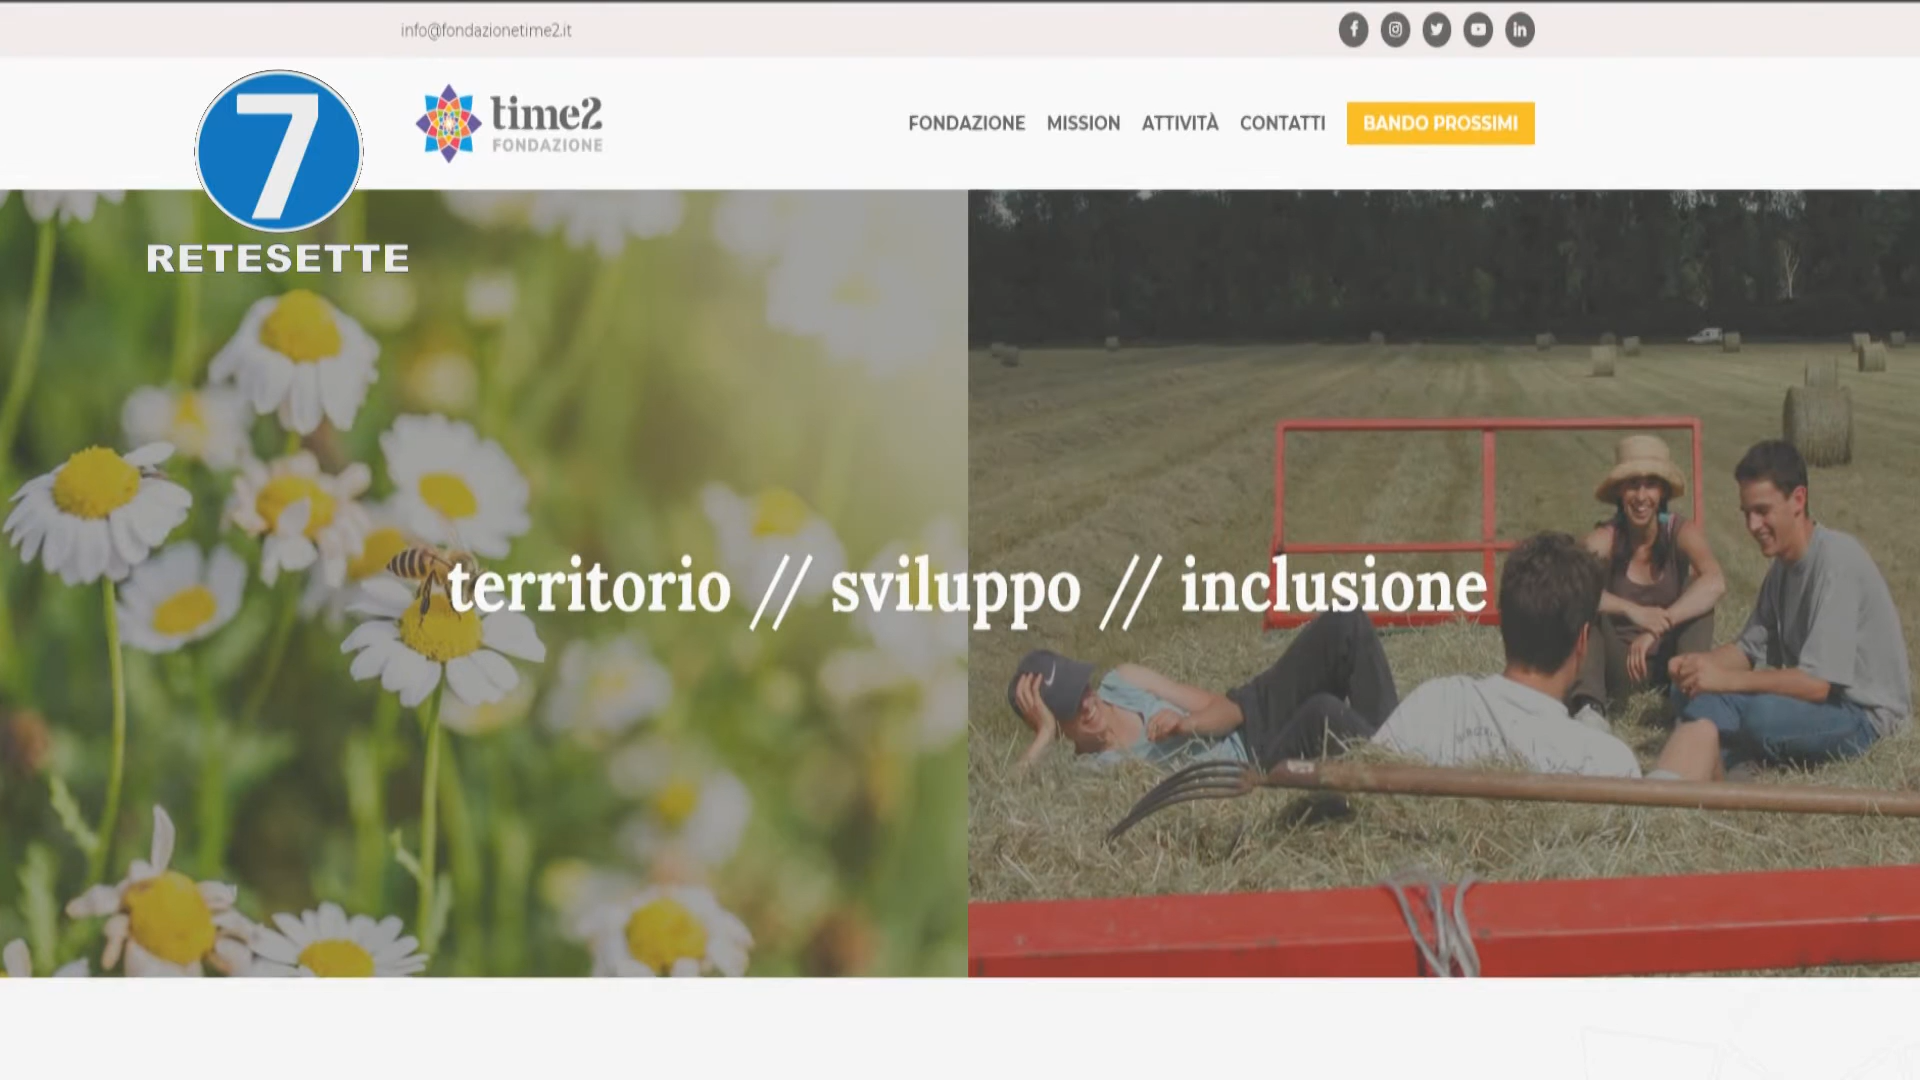 info@fondazionetime2.it
7
RETESETTE
time2
FONDAZIONE
FONDAZIONE MISSION ATTIVITÀ CONTATTI BANDO PROSSIMI
territorio // sviluppo // inclusione